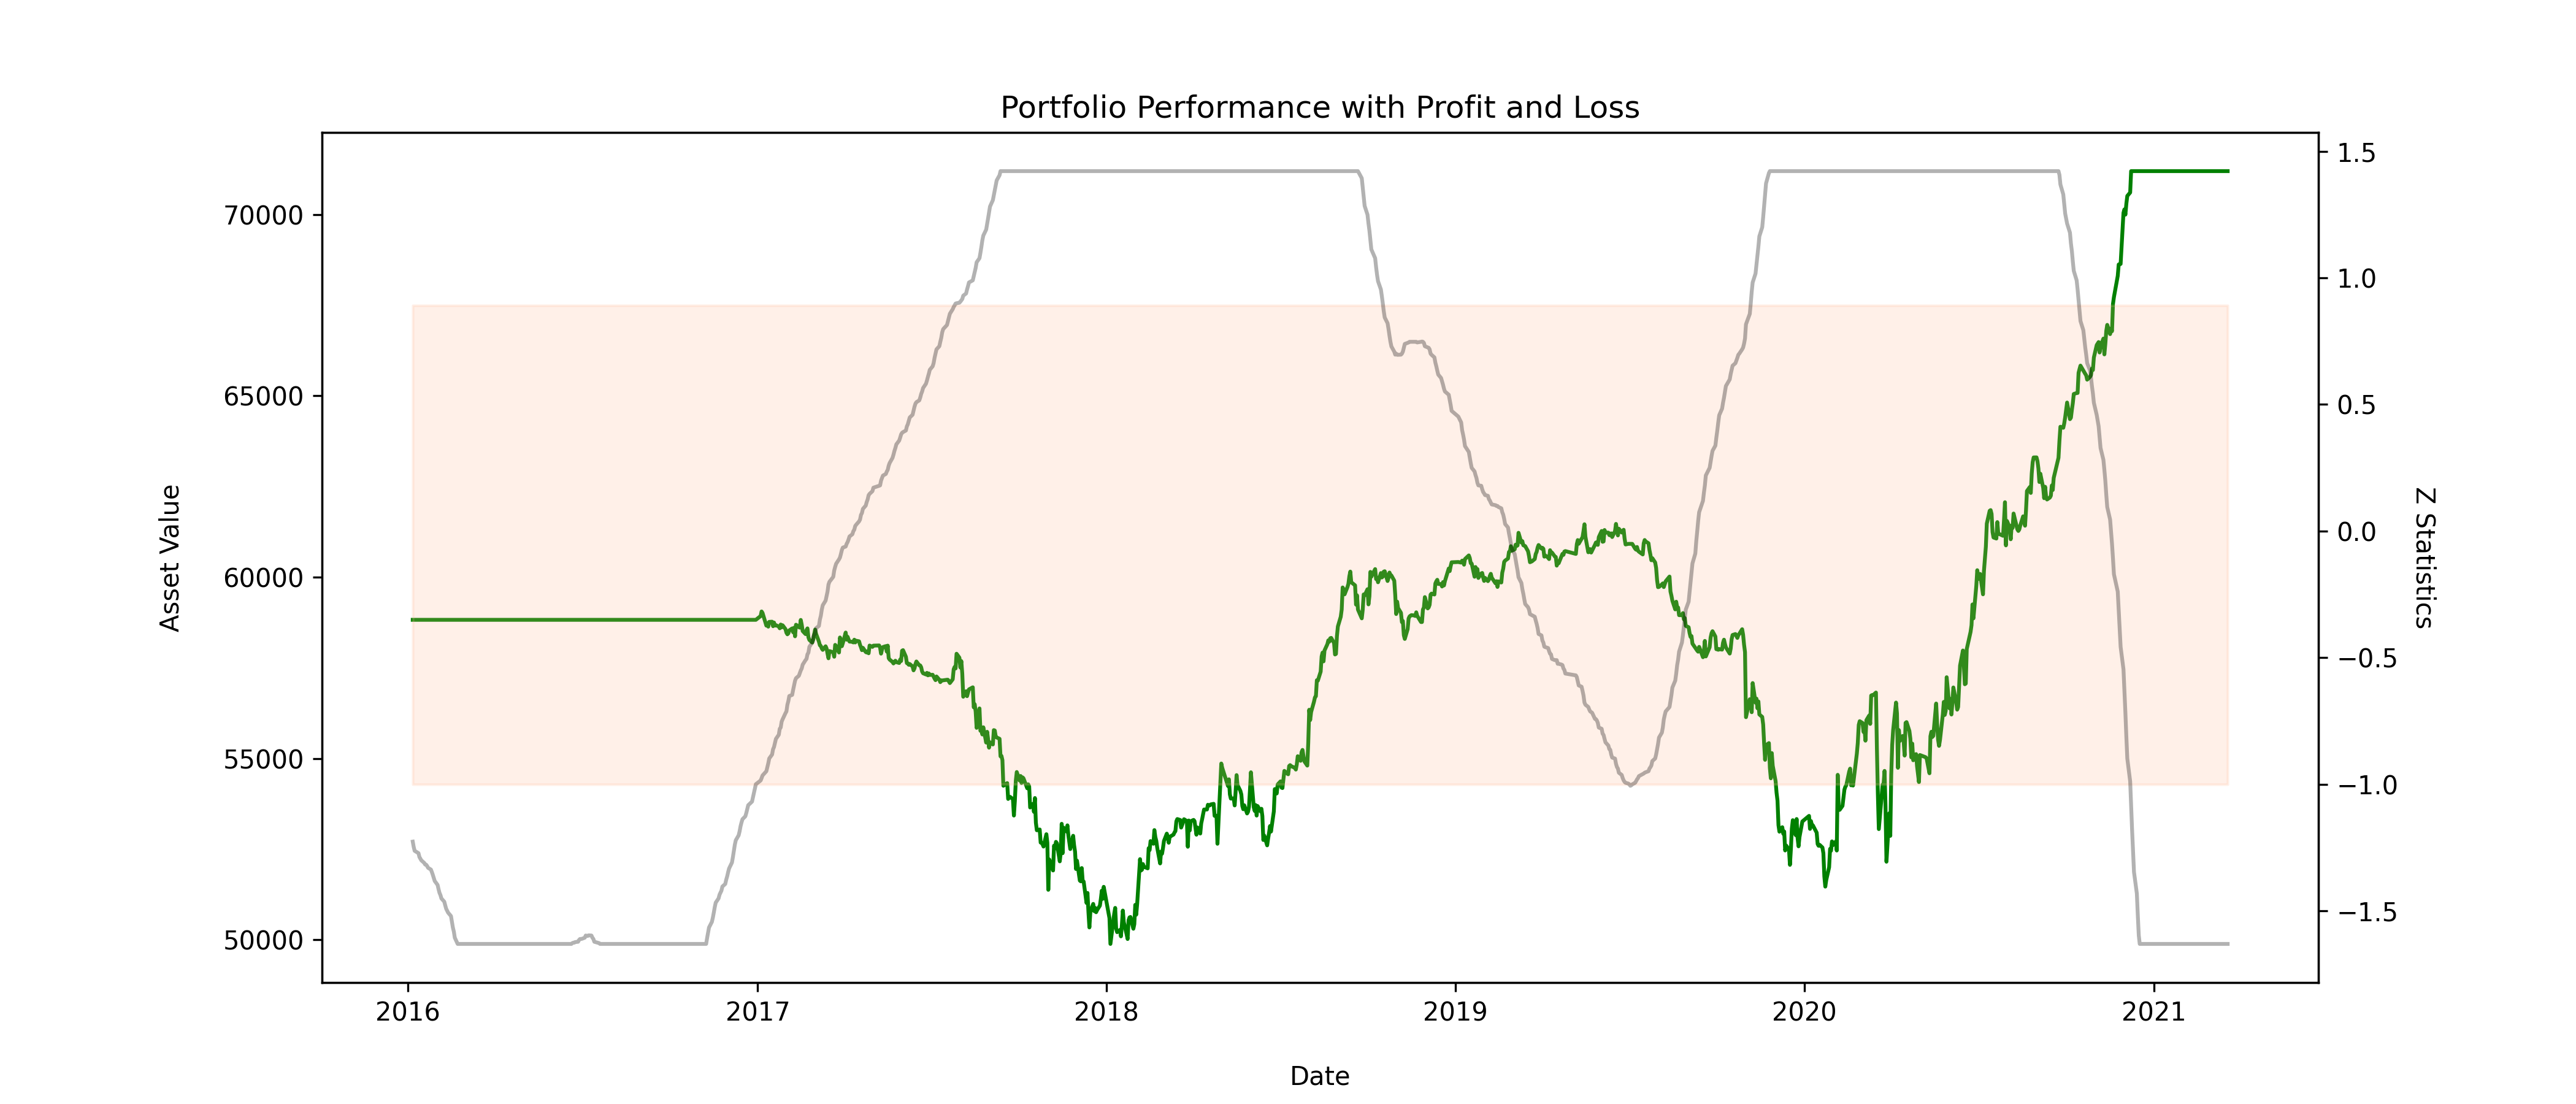 Portfolio Performance with Profit and Loss
70000
65000
60000
55000
50000
Asset Value
1.5
1.0
0.5
0.0
−0.5
−1.0
−1.5
Z Statistics
2016 2017 2018 2019 2020 2021
Date